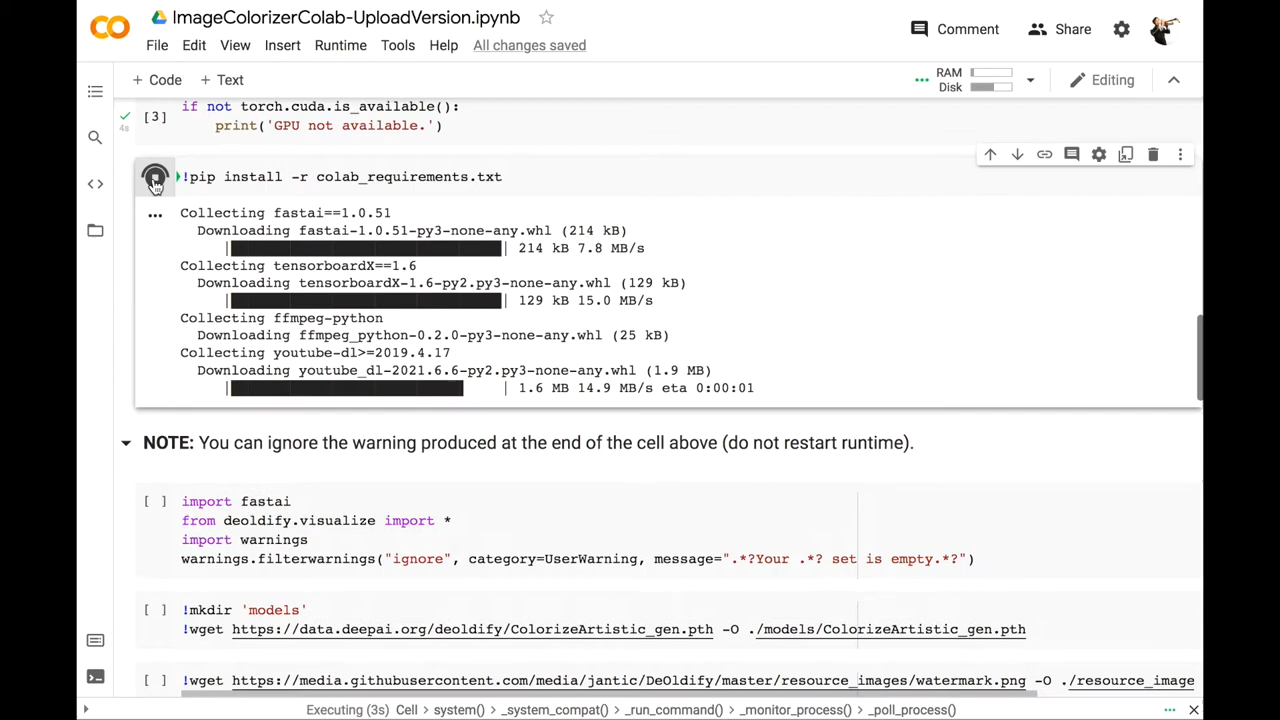 ImageColorizerColab-UploadVersion.ipynb
File Edit View Insert Runtime Tools Help All changes saved
Comment Share
+ Code + Text
RAM
Disk
Editing
if not torch.cuda.is_available():
[3]
4s
print('GPU not available.')
!pip install -r colab_requirements.txt
Collecting fastai==1.0.51
Downloading fastai-1.0.51-py3-none-any.whl (214 kB)
| | 214 kB 7.8 MB/s
Collecting tensorboardX==1.6
Downloading tensorboardX-1.6-py2.py3-none-any.whl (129 kB)
| | 129 kB 15.0 MB/s
Collecting ffmpeg-python
Downloading ffmpeg_python-0.2.0-py3-none-any.whl (25 kB)
Collecting youtube-dl>=2019.4.17
Downloading youtube_dl-2021.6.6-py2.py3-none-any.whl (1.9 MB)
| | 1.6 MB 14.9 MB/s eta 0:00:01
NOTE: You can ignore the warning produced at the end of the cell above (do not restart runtime).
[ ] import fastai
from deoldify.visualize import *
import warnings
warnings.filterwarnings("ignore", category=UserWarning, message=".*?Your .*? set is empty.*?")
[ ] !mkdir 'models'
!wget https://data.deepai.org/deoldify/ColorizeArtistic_gen.pth -O ./models/ColorizeArtistic_gen.pth
[ ] !wget https://media.githubusercontent.com/media/jantic/DeOldify/master/resource_images/watermark.png -O ./resource_image
Executing (3s) Cell > system() > _system_compat() > _run_command() > _monitor_process() > _poll_process()